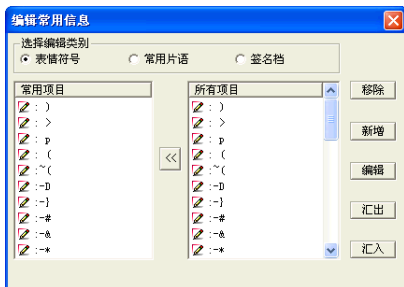 编辑常用信息
选择编辑类别
表情符号 常用片语 签名档
常用项目 所有项目
: ) : ) 移除
: > : >
: p : p 新增
: ( : (
:~( :~( 编辑
:-D :-D
:-} :-}
:-# :-# 汇出
:-& :-&
:-* :-* 汇入
<<